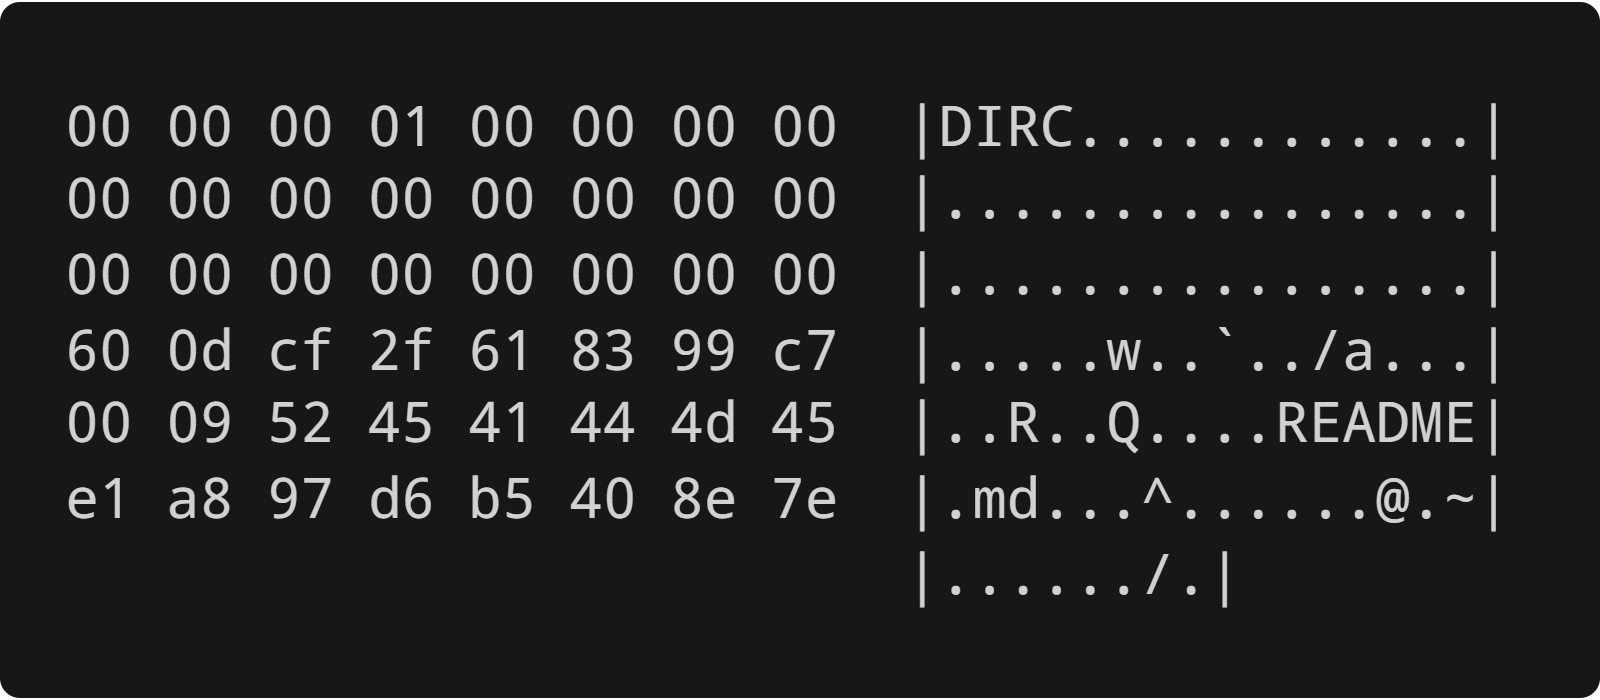 00 00 00 01 00 00 00 00  |DIRC............|
00 00 00 00 00 00 00 00  |................|
00 00 00 00 00 00 00 00  |................|
60 0d cf 2f 61 83 99 c7  |.....w..`../a...|
00 09 52 45 41 44 4d 45  |..R..Q....README|
e1 a8 97 d6 b5 40 8e 7e  |.md...^......@.~|
|....../.|